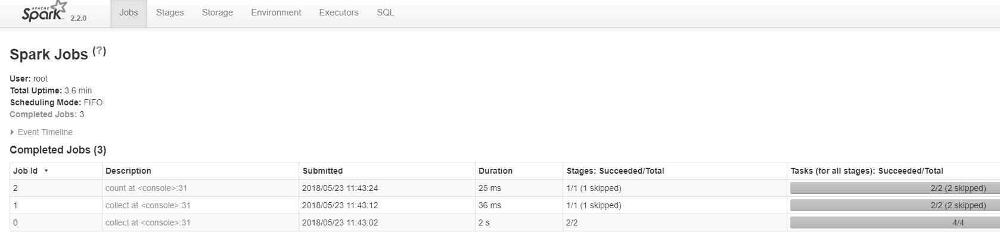 APACHE
Spark 2.2.0 Jobs Stages Storage Environment Executors SQL
Spark Jobs (?)
User: root
Total Uptime: 3.6 min
Scheduling Mode: FIFO
Completed Jobs: 3
Event Timeline
Completed Jobs (3)
Job Id Description Submitted Duration Stages: Succeeded/Total Tasks (for all stages): Succeeded/Total
2 count at <console>:31 2018/05/23 11:43:24 25 ms 1/1 (1 skipped) 2/2 (2 skipped)
1 collect at <console>:31 2018/05/23 11:43:12 36 ms 1/1 (1 skipped) 2/2 (2 skipped)
0 collect at <console>:31 2018/05/23 11:43:02 2 s 2/2 4/4